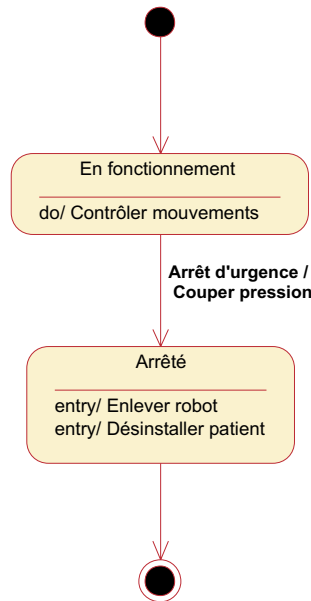 En fonctionnement
do/ Contrôler mouvements
Arrêt d'urgence /
Couper pression
Arrêté
entry/ Enlever robot
entry/ Désinstaller patient